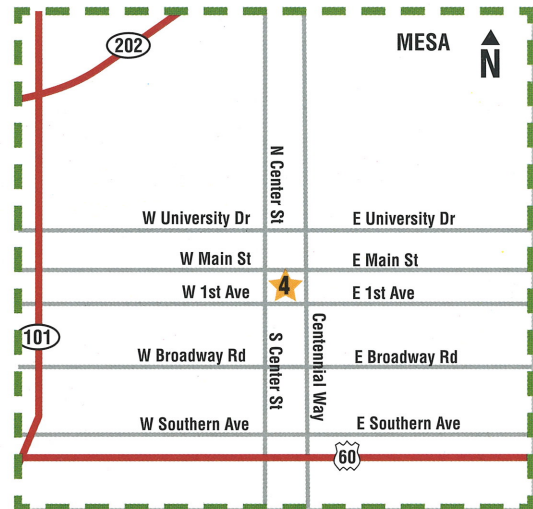 202
MESA
N
N Center St
W University Dr
E University Dr
W Main St
E Main St
4
W 1st Ave
E 1st Ave
101
S Center St
Centennial Way
W Broadway Rd
E Broadway Rd
W Southern Ave
E Southern Ave
60